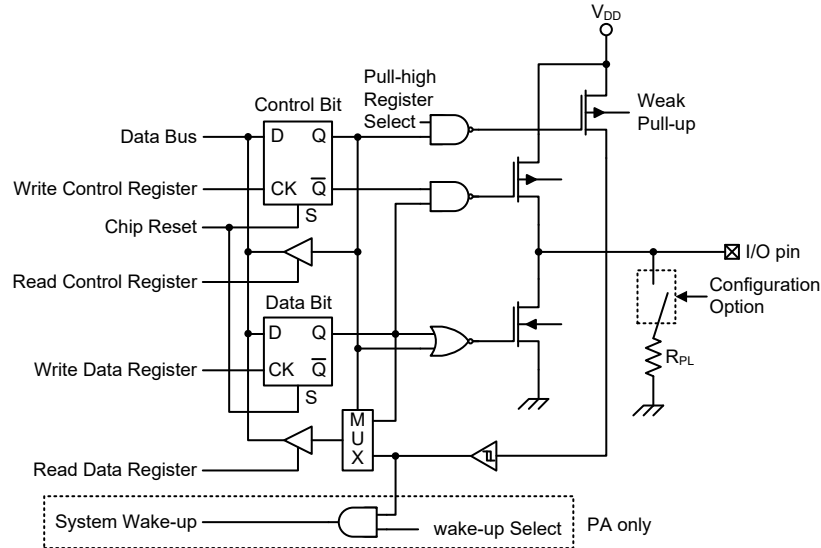 V_DD
Pull-high
Register
Select
Control Bit
Weak
Pull-up
Data Bus
D
Q
Write Control Register
CK
Q̅
Chip Reset
S
I/O pin
Read Control Register
Configuration
Option
Data Bit
D
Q
R_PL
Write Data Register
CK
Q̅
S
M
U
X
Read Data Register
System Wake-up
wake-up Select
PA only